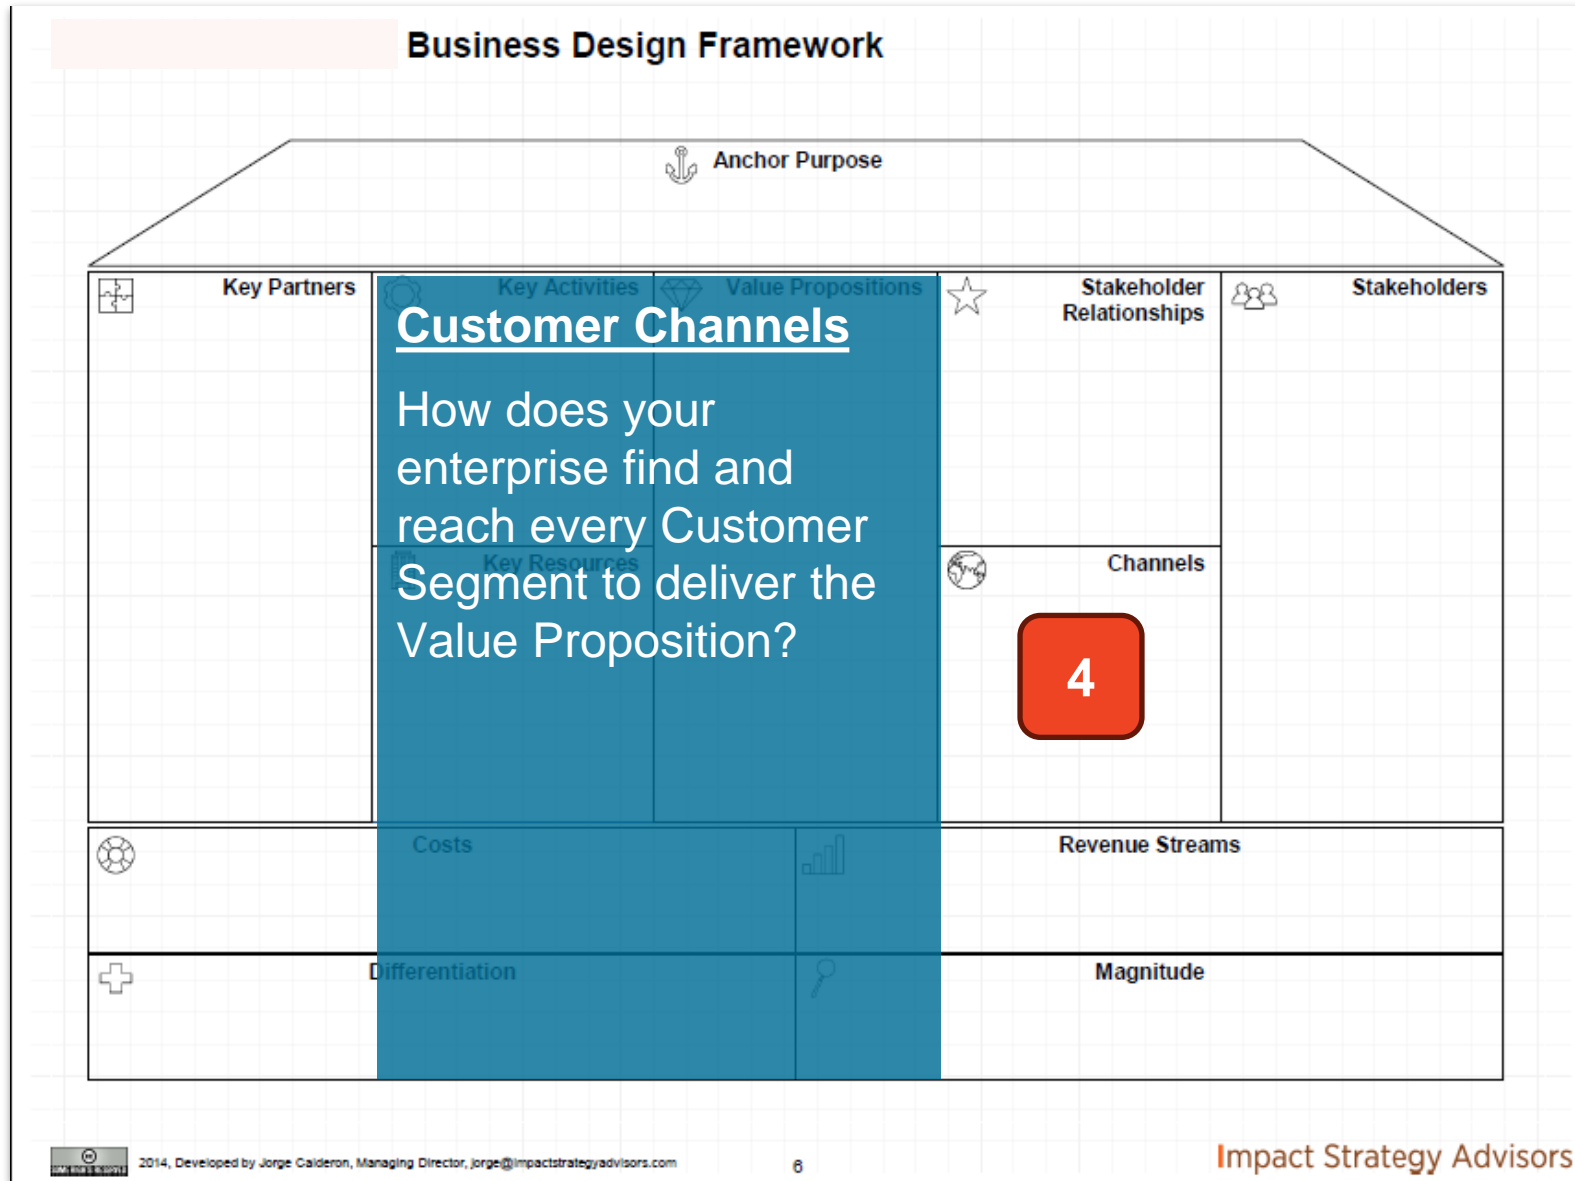 Business Design Framework
Anchor Purpose
Key Partners
Key Activities
Value Propositions
Stakeholder
Relationships
Stakeholders
Customer Channels
How does your
enterprise find and
reach every Customer
Segment to deliver the
Value Proposition?
Key Resources
Channels
4
Costs
Revenue Streams
Differentiation
Magnitude
2014, Developed by Jorge Calderon, Managing Director, jorge@impactstrategyadvisors.com
6
Impact Strategy Advisors